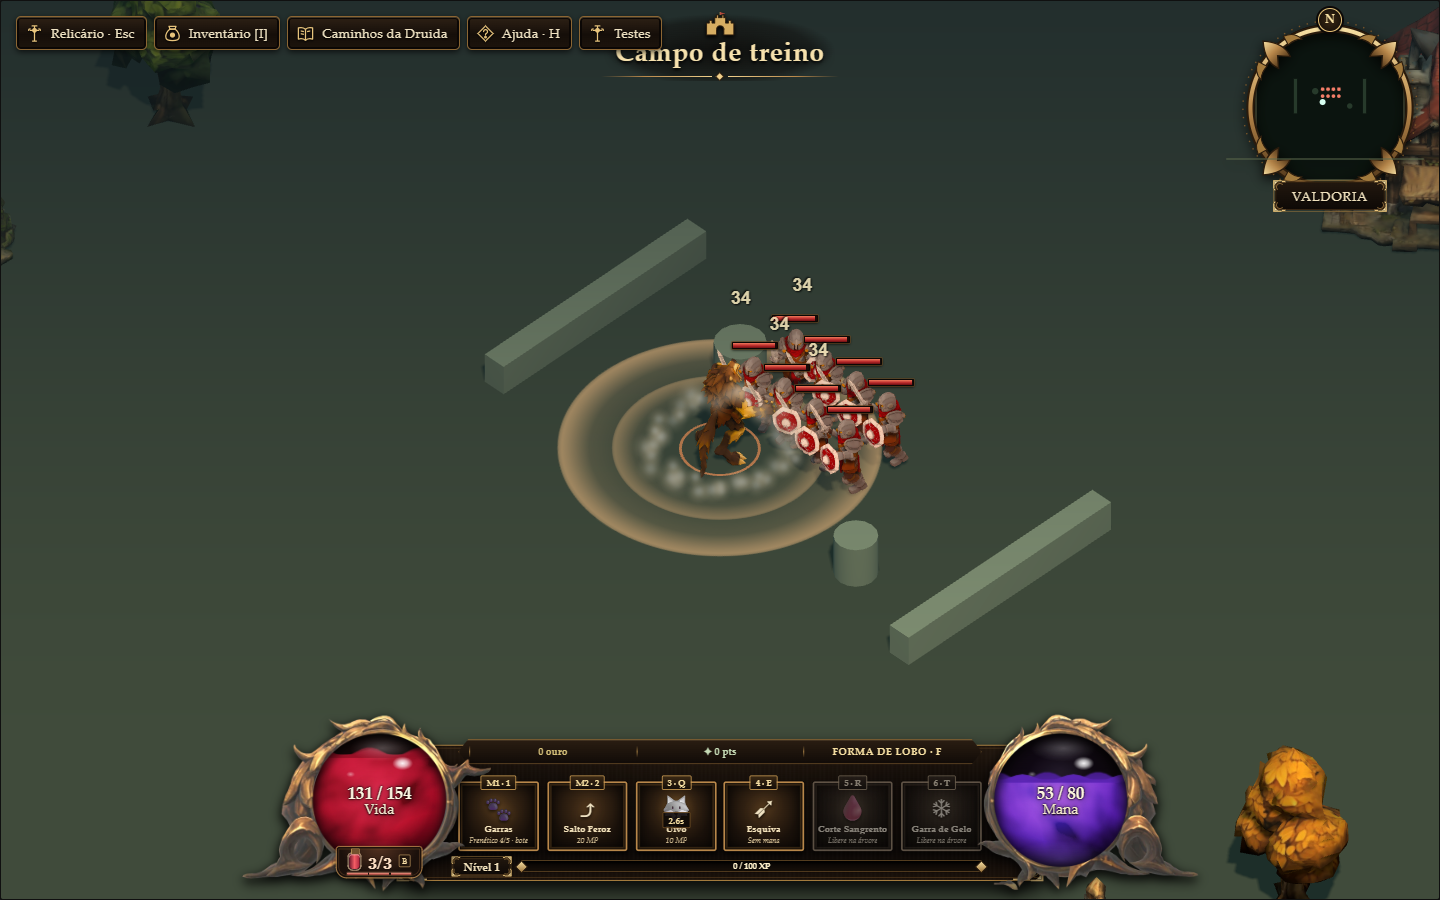 Relicário · Esc
Inventário [I]
Caminhos da Druida
Ajuda · H
Testes
Campo de treino
N
VALDORIA
34
34
34
34
0 ouro
0 pts
FORMA DE LOBO · F
131 / 154
Vida
3/3
B
M1 · 1
Garras
Frenético 4/5 · bote
M2 · 2
Salto Feroz
20 MP
3 · Q
2.6s
Uivo
10 MP
4 · E
Esquiva
Sem mana
5 · R
Corte Sangrento
Libere na árvore
6 · T
Garra de Gelo
Libere na árvore
53 / 80
Mana
Nível 1
0 / 100 XP